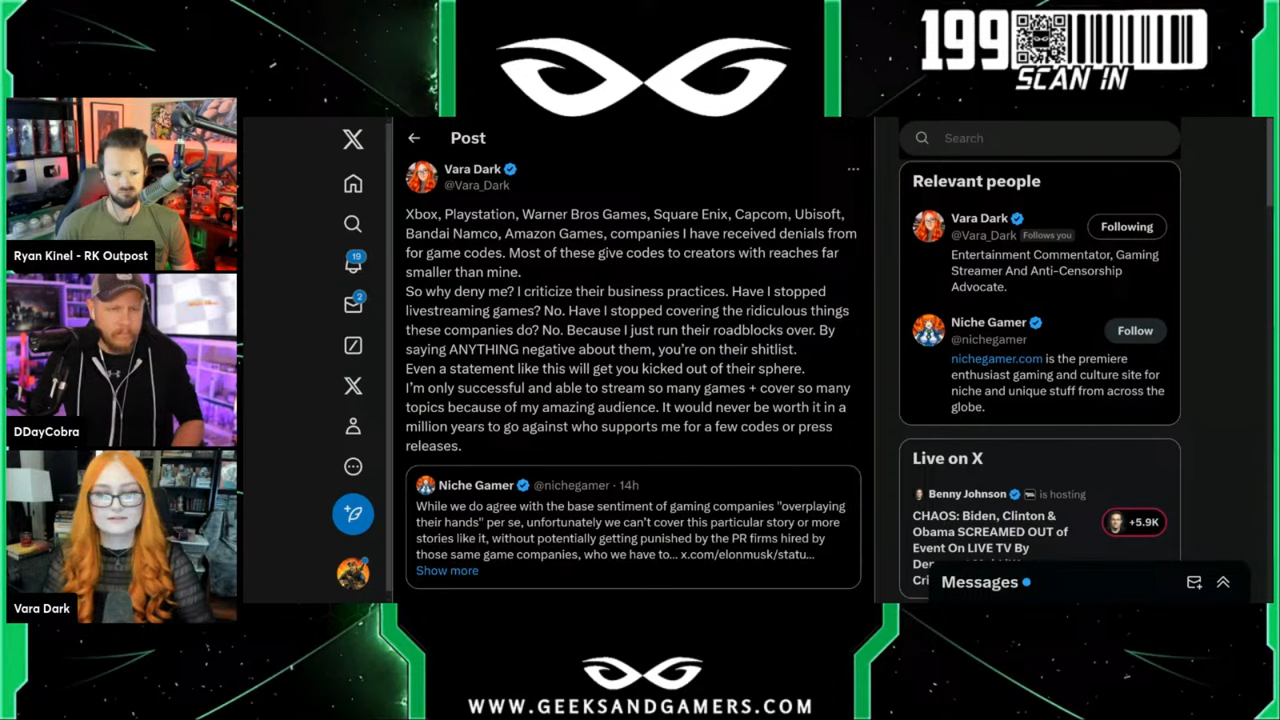 199
SCAN IN
Ryan Kinel - RK Outpost
DDayCobra
Vara Dark
19
2
Post
Vara Dark
@Vara_Dark
Xbox, Playstation, Warner Bros Games, Square Enix, Capcom, Ubisoft,
Bandai Namco, Amazon Games, companies I have received denials from
for game codes. Most of these give codes to creators with reaches far
smaller than mine.
So why deny me? I criticize their business practices. Have I stopped
livestreaming games? No. Have I stopped covering the ridiculous things
these companies do? No. Because I just run their roadblocks over. By
saying ANYTHING negative about them, you're on their shitlist.
Even a statement like this will get you kicked out of their sphere.
I'm only successful and able to stream so many games + cover so many
topics because of my amazing audience. It would never be worth it in a
million years to go against who supports me for a few codes or press
releases.
Niche Gamer @nichegamer · 14h
While we do agree with the base sentiment of gaming companies "overplaying
their hands" per se, unfortunately we can't cover this particular story or more
stories like it, without potentially getting punished by the PR firms hired by
those same game companies, who we have to... x.com/elonmusk/statu...
Show more
Search
Relevant people
Vara Dark
@Vara_Dark Follows you
Following
Entertainment Commentator, Gaming
Streamer And Anti-Censorship
Advocate.
Niche Gamer
@nichegamer
Follow
nichegamer.com is the premiere
enthusiast gaming and culture site for
niche and unique stuff from across the
globe.
Live on X
Benny Johnson is hosting
CHAOS: Biden, Clinton &
Obama SCREAMED OUT of
Event On LIVE TV By
+5.9K
Messages
WWW.GEEKSANDGAMERS.COM